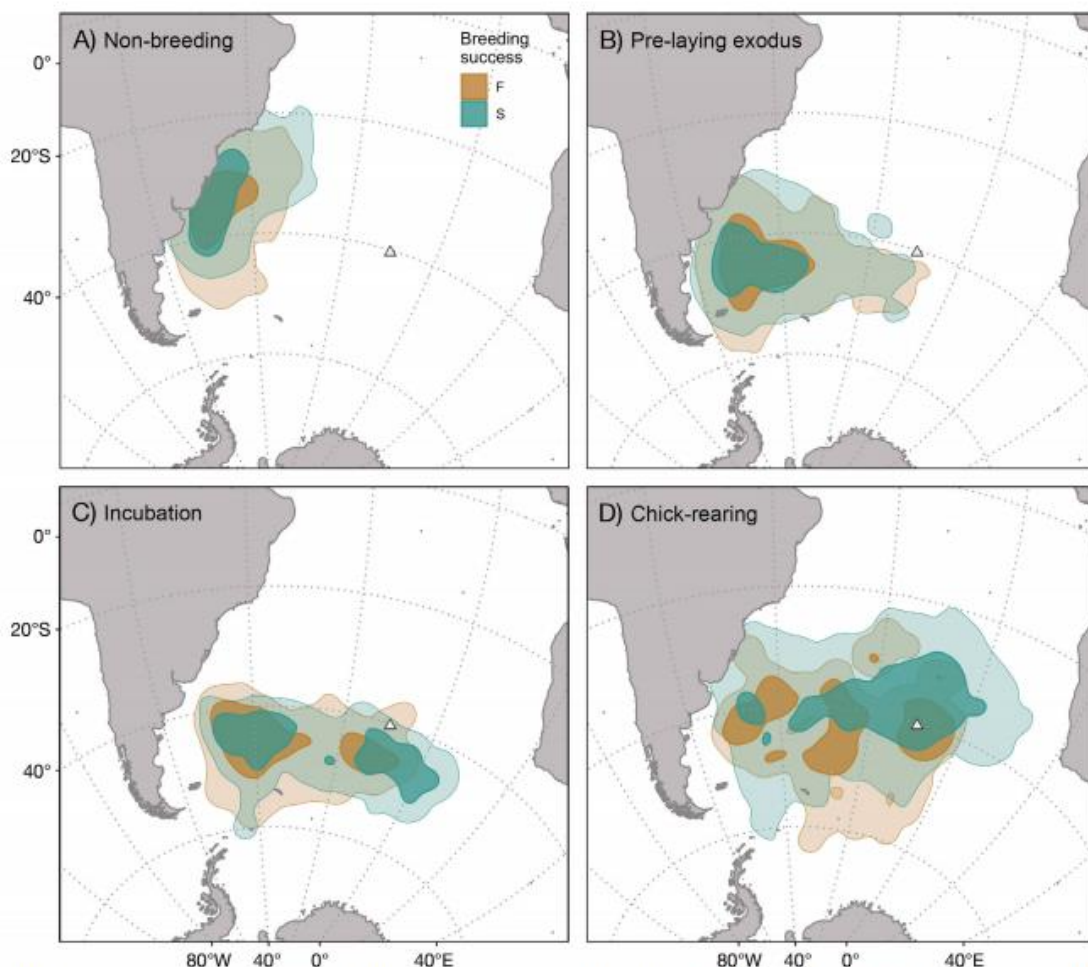 A) Non-breeding
Breeding
success
F
S
B) Pre-laying exodus
0°
20°S
40°
C) Incubation
D) Chick-rearing
0°
20°S
40°
80°W 40° 0° 40°E
80°W 40° 0° 40°E